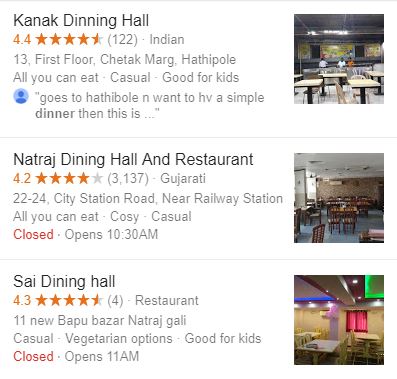 Kanak Dinning Hall
4.4 ★★★★★ (122) · Indian
13, First Floor, Chetak Marg, Hathipole
All you can eat · Casual · Good for kids
"goes to hathibole n want to hv a simple
dinner then this is ..."
Natraj Dining Hall And Restaurant
4.2 ★★★★★ (3,137) · Gujarati
22-24, City Station Road, Near Railway Station
All you can eat · Cosy · Casual
Closed · Opens 10:30AM
Sai Dining hall
4.3 ★★★★★ (4) · Restaurant
11 new Bapu bazar Natraj gali
Casual · Vegetarian options · Good for kids
Closed · Opens 11AM